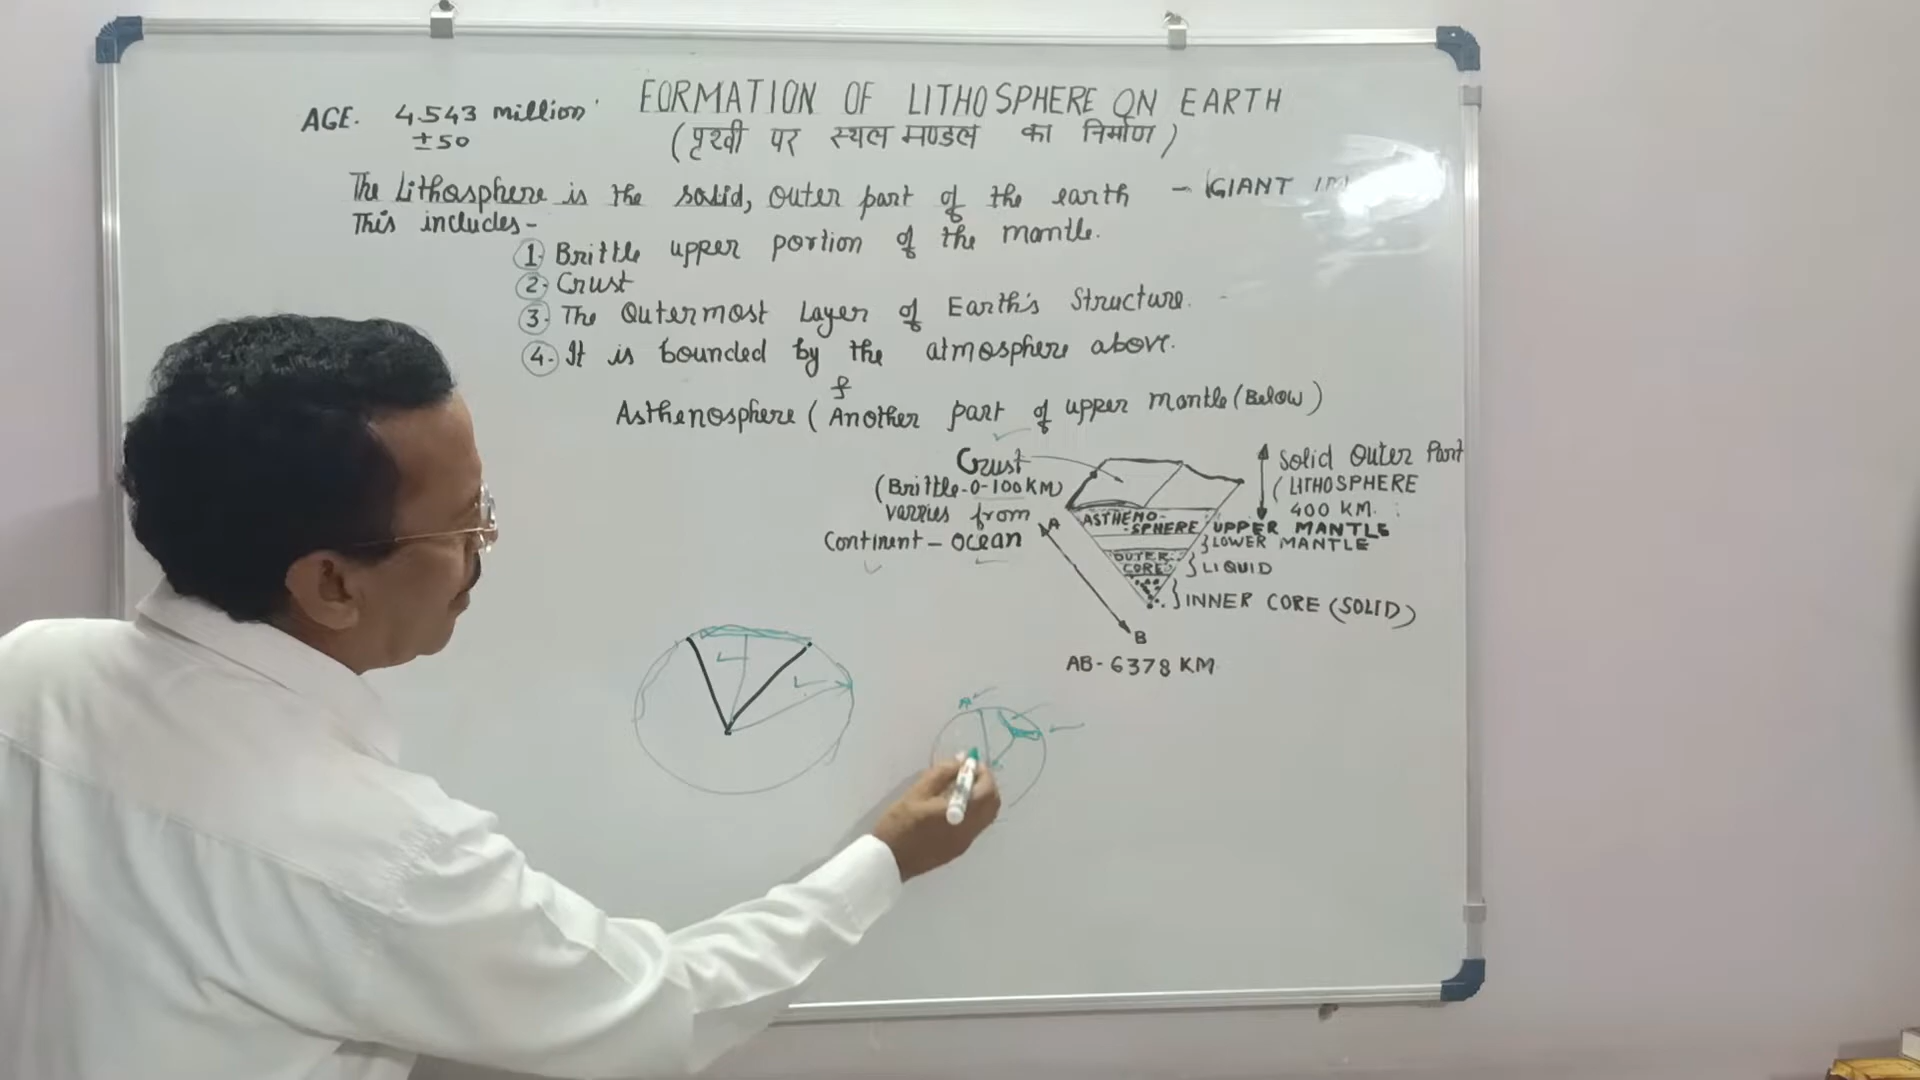 FORMATION OF LITHOSPHERE ON EARTH
AGE. 4.543 million
±50
(पृथ्वी पर स्थल मण्डल का निर्माण)
The Lithosphere is the solid, outer part of the earth - (GIANT
This includes-
1. Brittle upper portion of the mantle.
2. Crust
3. The Outermost Layer of Earth's Structure.
4. It is bounded by the atmosphere above.
&
Asthenosphere (Another part of upper mantle (Below)
Crust
(Brittle-0-100KM)
varries from
Continent - ocean
Solid Outer Part
(LITHOSPHERE
400 KM.
A
ASTHENO-
-SPHERE
UPPER MANTLE
LOWER MANTLE
OUTER
CORE
LIQUID
INNER CORE (SOLID)
B
AB-6378 KM
A